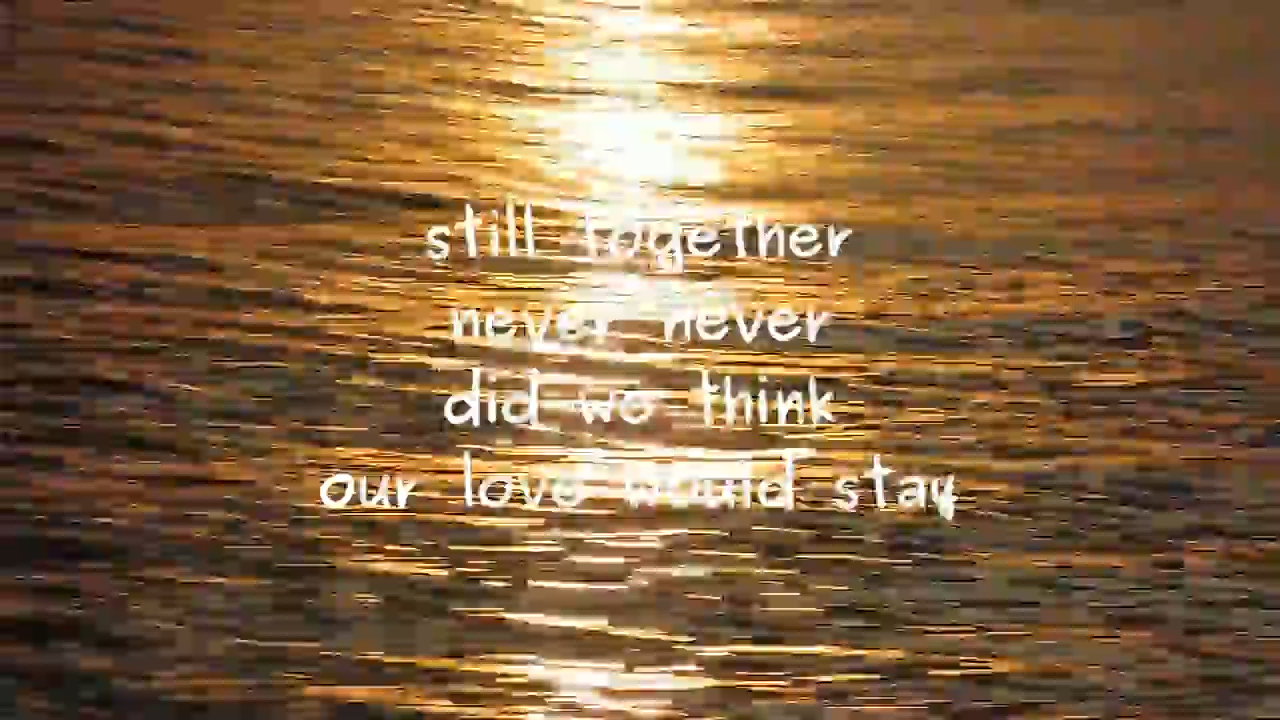 still together
never never
did we think
our love would stay